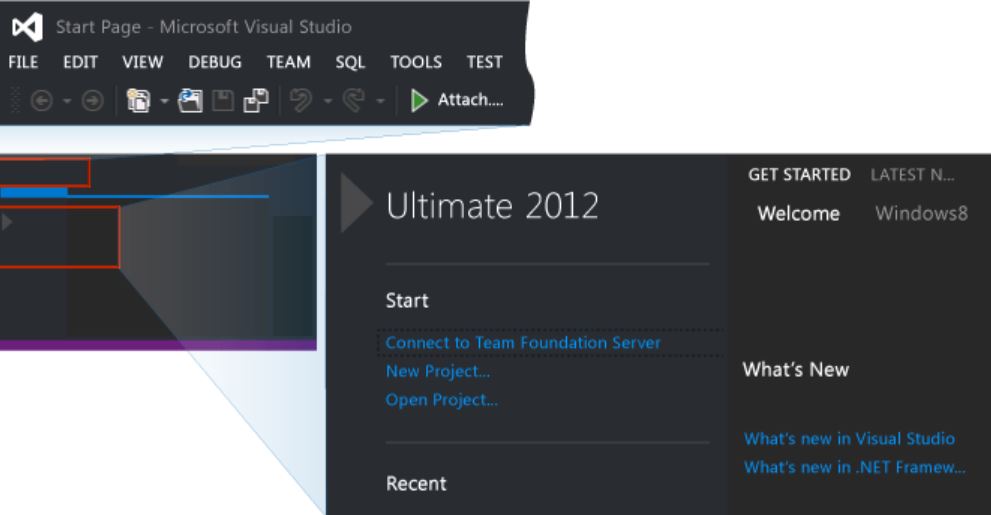 Start Page - Microsoft Visual Studio
FILE EDIT VIEW DEBUG TEAM SQL TOOLS TEST
Attach....
Ultimate 2012
Start
Connect to Team Foundation Server
New Project...
Open Project...
Recent
GET STARTED LATEST N...
Welcome Windows8
What's New
What's new in Visual Studio
What's new in .NET Framew...